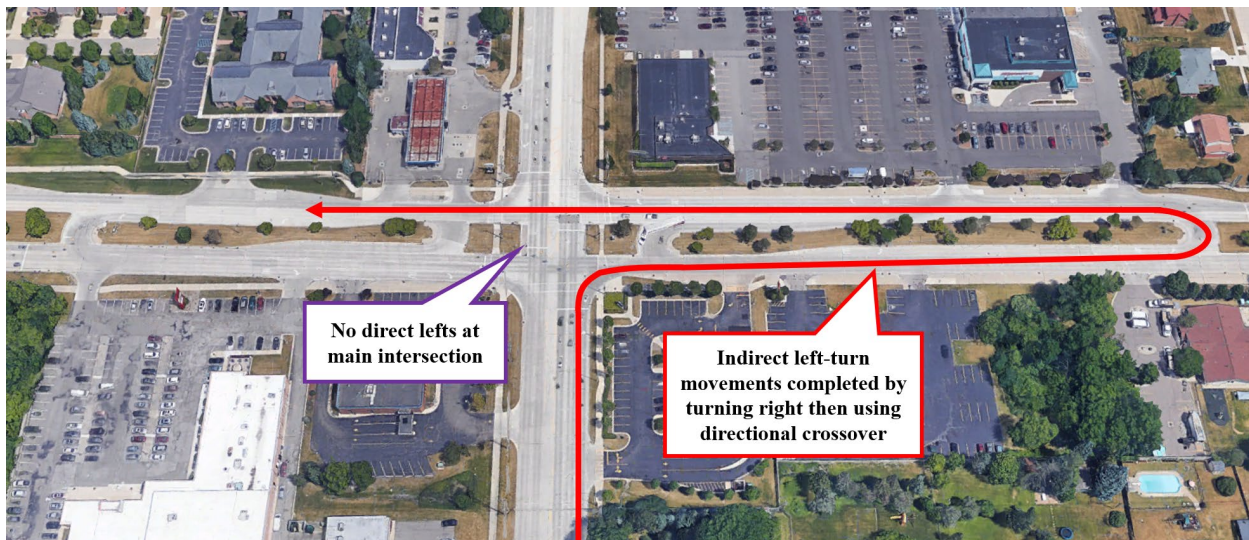 No direct lefts at
main intersection
Indirect left-turn
movements completed by
turning right then using
directional crossover